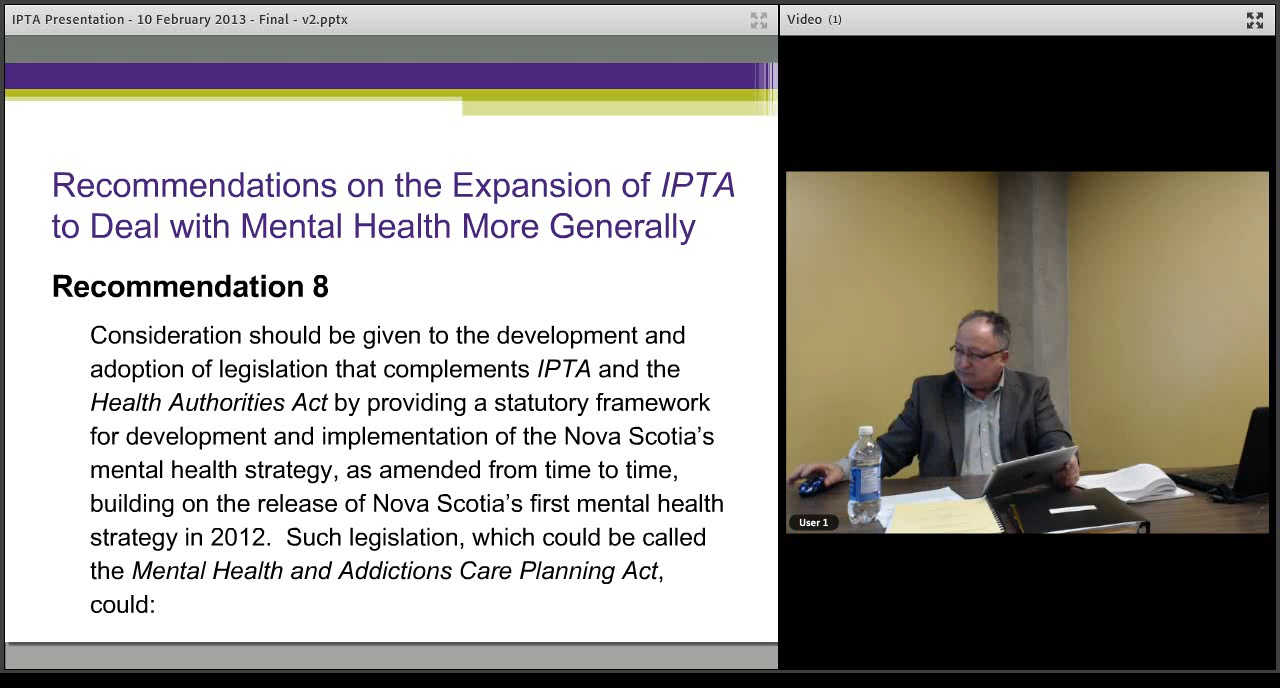 IPTA Presentation - 10 February 2013 - Final - v2.pptx
Video (1)
Recommendations on the Expansion of IPTA
to Deal with Mental Health More Generally
Recommendation 8
Consideration should be given to the development and
adoption of legislation that complements IPTA and the
Health Authorities Act by providing a statutory framework
for development and implementation of the Nova Scotia’s
mental health strategy, as amended from time to time,
building on the release of Nova Scotia’s first mental health
strategy in 2012.  Such legislation, which could be called
the Mental Health and Addictions Care Planning Act,
could:
User 1